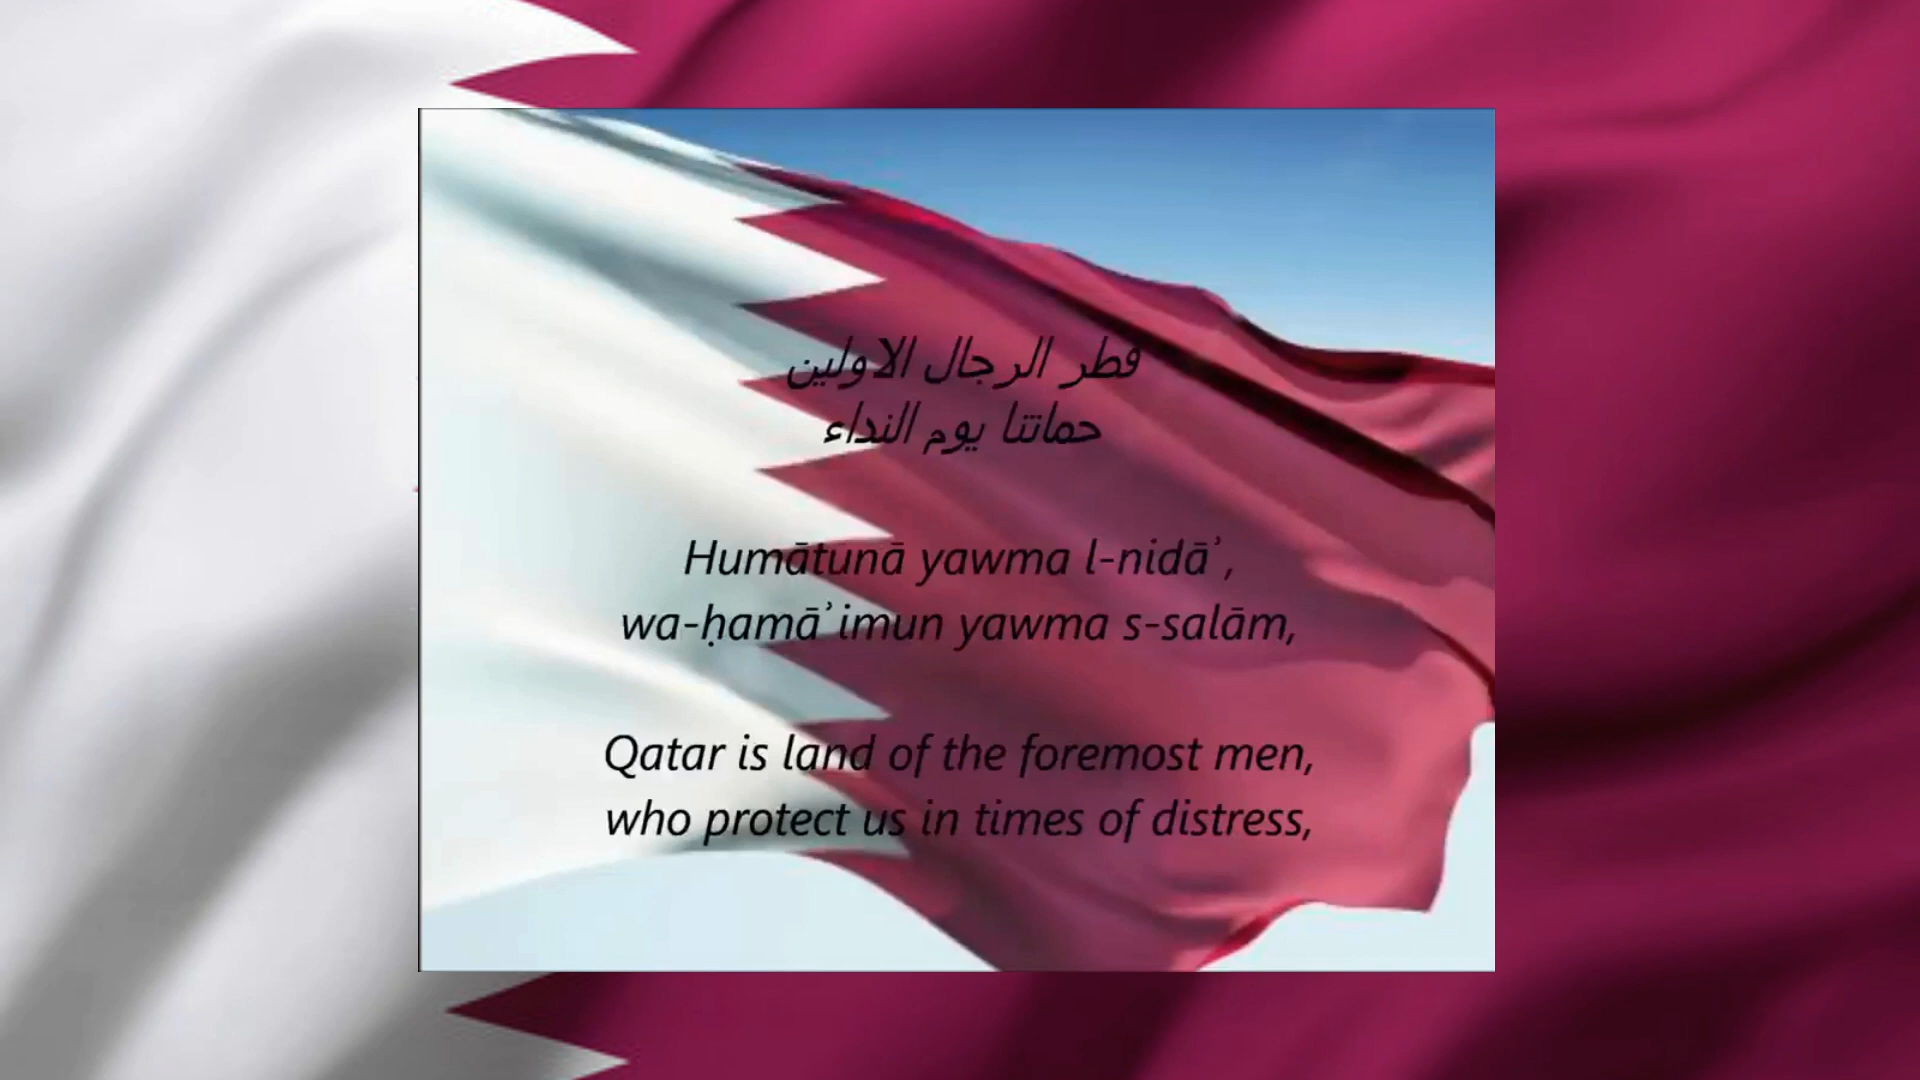 قطر الرجال الاولين
حماتنا يوم النداء
Humātunā yawma l-nidāʾ,
wa-ḥamāʾimun yawma s-salām,
Qatar is land of the foremost men,
who protect us in times of distress,